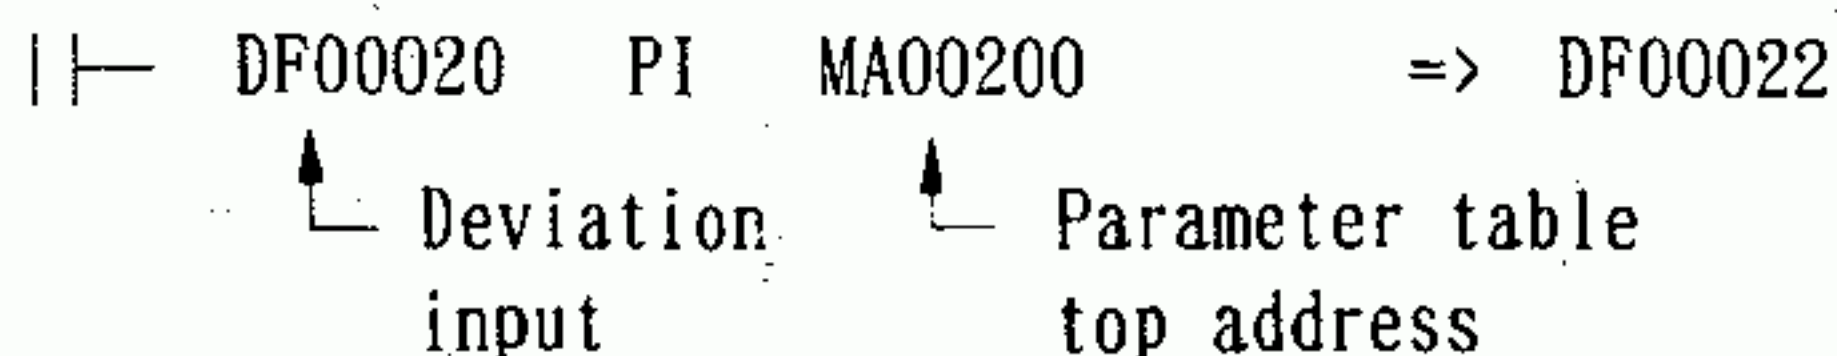 |├─ DF00020 PI MA00200 => DF00022
Deviation Parameter table
input top address